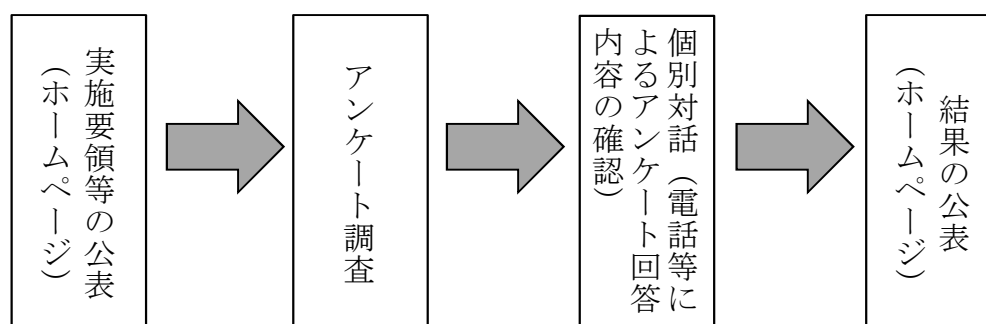 実施要領等の公表
(ホームページ)
アンケート調査
個別対話(電話等に
よるアンケート回答
内容の確認)
結果の公表
(ホームページ)